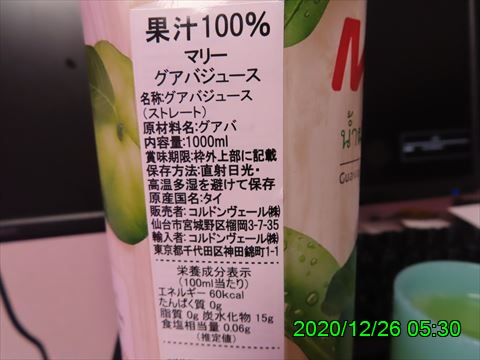 果汁100%
マリー
グアバジュース
名称:グアバジュース
(ストレート)
原材料名:グアバ
内容量:1000ml
賞味期限:枠外上部に記載
保存方法:直射日光・
高温多湿を避けて保存
原産国名:タイ
販売者:コルドンヴェール㈱
仙台市宮城野区福岡3-7-35
輸入者:コルドンヴェール㈱
東京都千代田区神田錦町1-1
栄養成分表示
(100ml当たり)
エネルギー 60kcal
たんぱく質 0g
脂質 0g 炭水化物 15g
食塩相当量 0.06g
(推定値)
M
น้ำ
Guava
2020/12/26 05:30